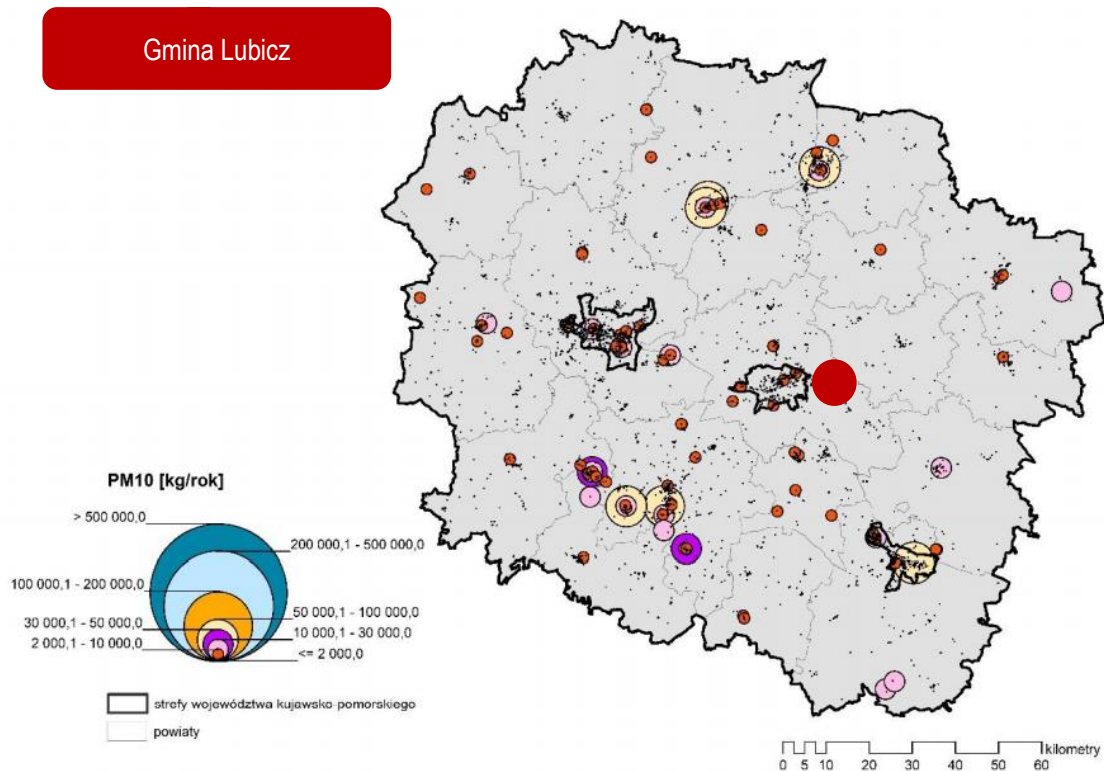 Gmina Lubicz
PM10 [kg/rok]
> 500 000,0
200 000,1 - 500 000,0
100 000,1 - 200 000,0
50 000,1 - 100 000,0
30 000,1 - 50 000,0
10 000,1 - 30 000,0
2 000,1 - 10 000,0
<= 2 000,0
strefy województwa kujawsko-pomorskiego
powiaty
kilometry
0 5 10 20 30 40 50 60